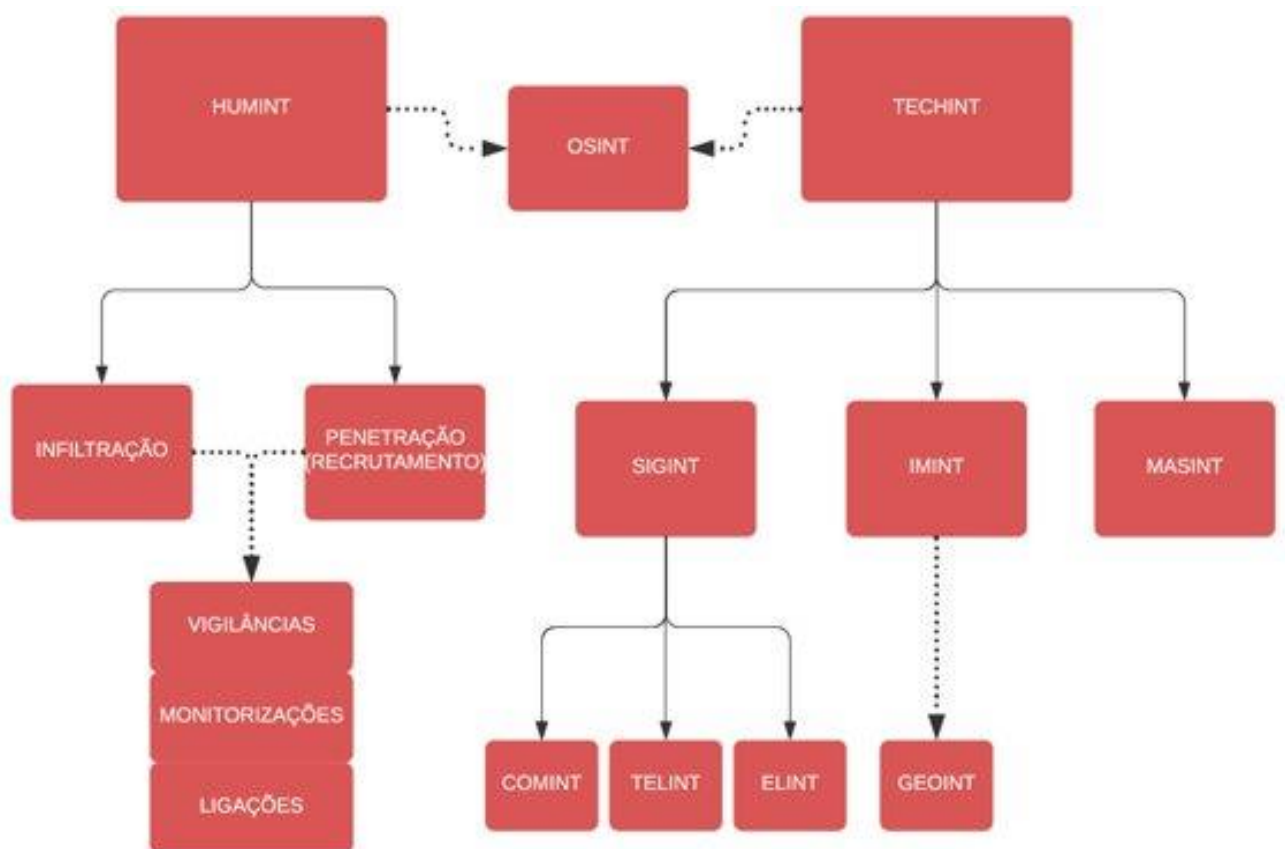 HUMINT
OSINT
TECHINT
INFILTRAÇÃO
PENETRAÇÃO
(RECRUTAMENTO)
SIGINT
IMINT
MASINT
VIGILÂNCIAS
MONITORIZAÇÕES
LIGAÇÕES
COMINT
TELINT
ELINT
GEOINT